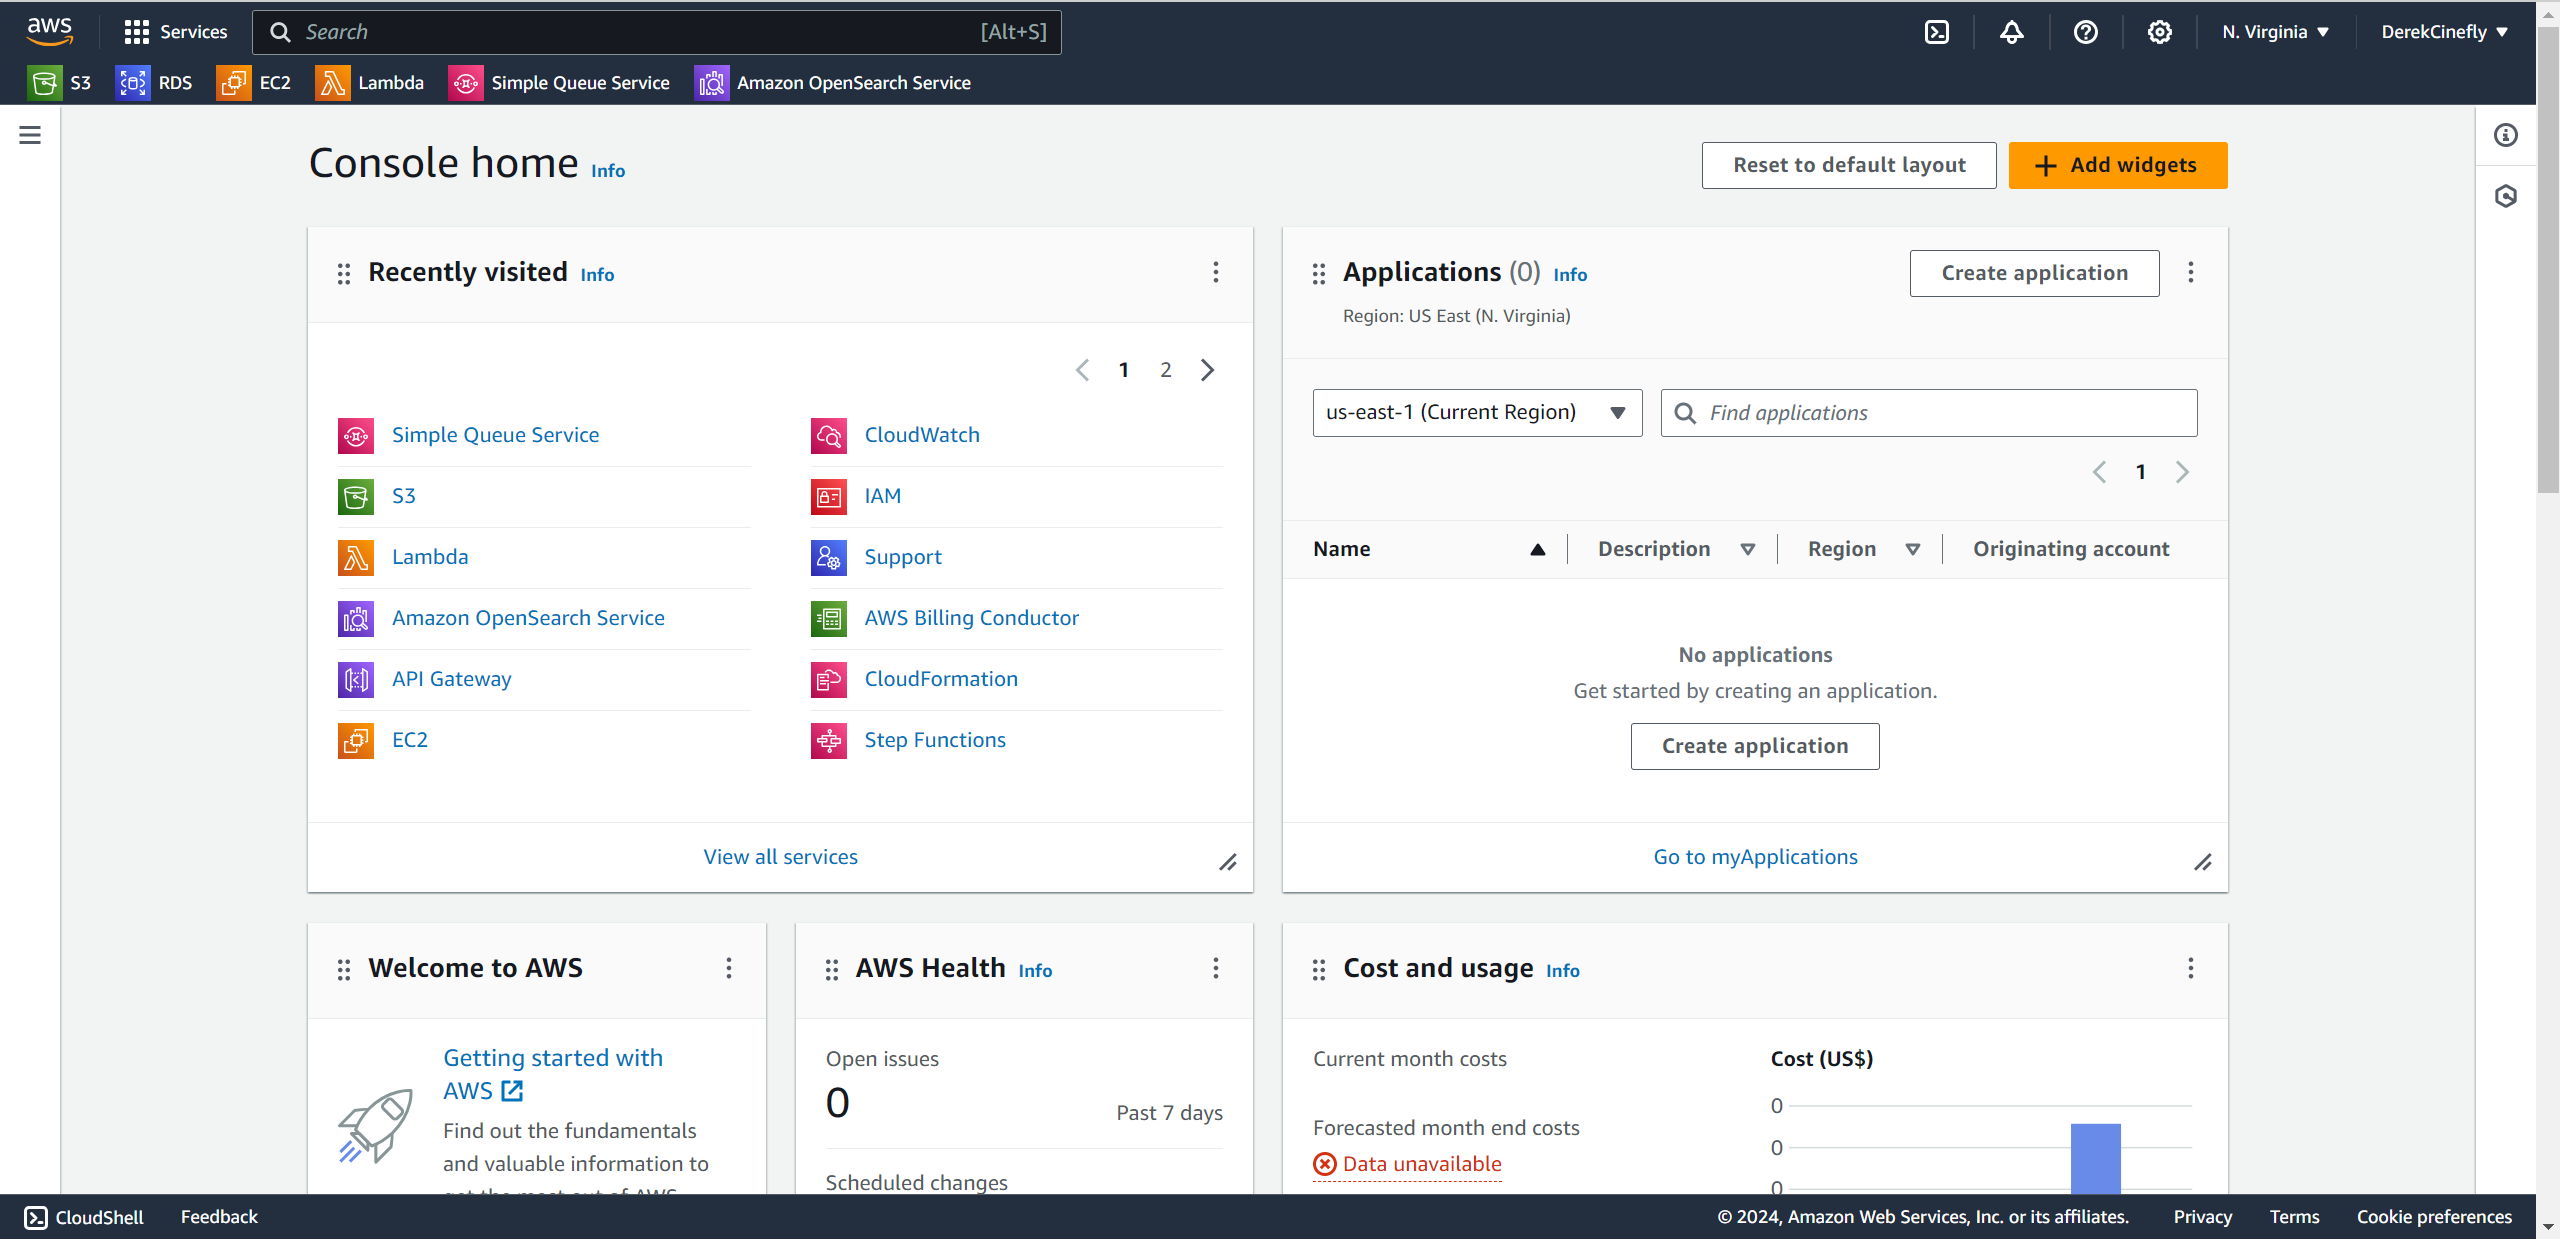 aws
Services
Search
[Alt+S]
N. Virginia
DerekCinefly
S3
RDS
EC2
Lambda
Simple Queue Service
Amazon OpenSearch Service
Console home Info
Reset to default layout
Add widgets
Recently visited Info
1 2
Simple Queue Service
S3
Lambda
Amazon OpenSearch Service
API Gateway
EC2
CloudWatch
IAM
Support
AWS Billing Conductor
CloudFormation
Step Functions
View all services
Applications (0) Info
Region: US East (N. Virginia)
Create application
us-east-1 (Current Region)
Find applications
1
Name
Description
Region
Originating account
No applications
Get started by creating an application.
Create application
Go to myApplications
Welcome to AWS
Getting started with
AWS
Find out the fundamentals
and valuable information to
get the most out of AWS
AWS Health Info
Open issues
0
Past 7 days
Scheduled changes
Cost and usage Info
Current month costs
Forecasted month end costs
Data unavailable
Cost (US$)
0
0
0
CloudShell
Feedback
© 2024, Amazon Web Services, Inc. or its affiliates.
Privacy
Terms
Cookie preferences